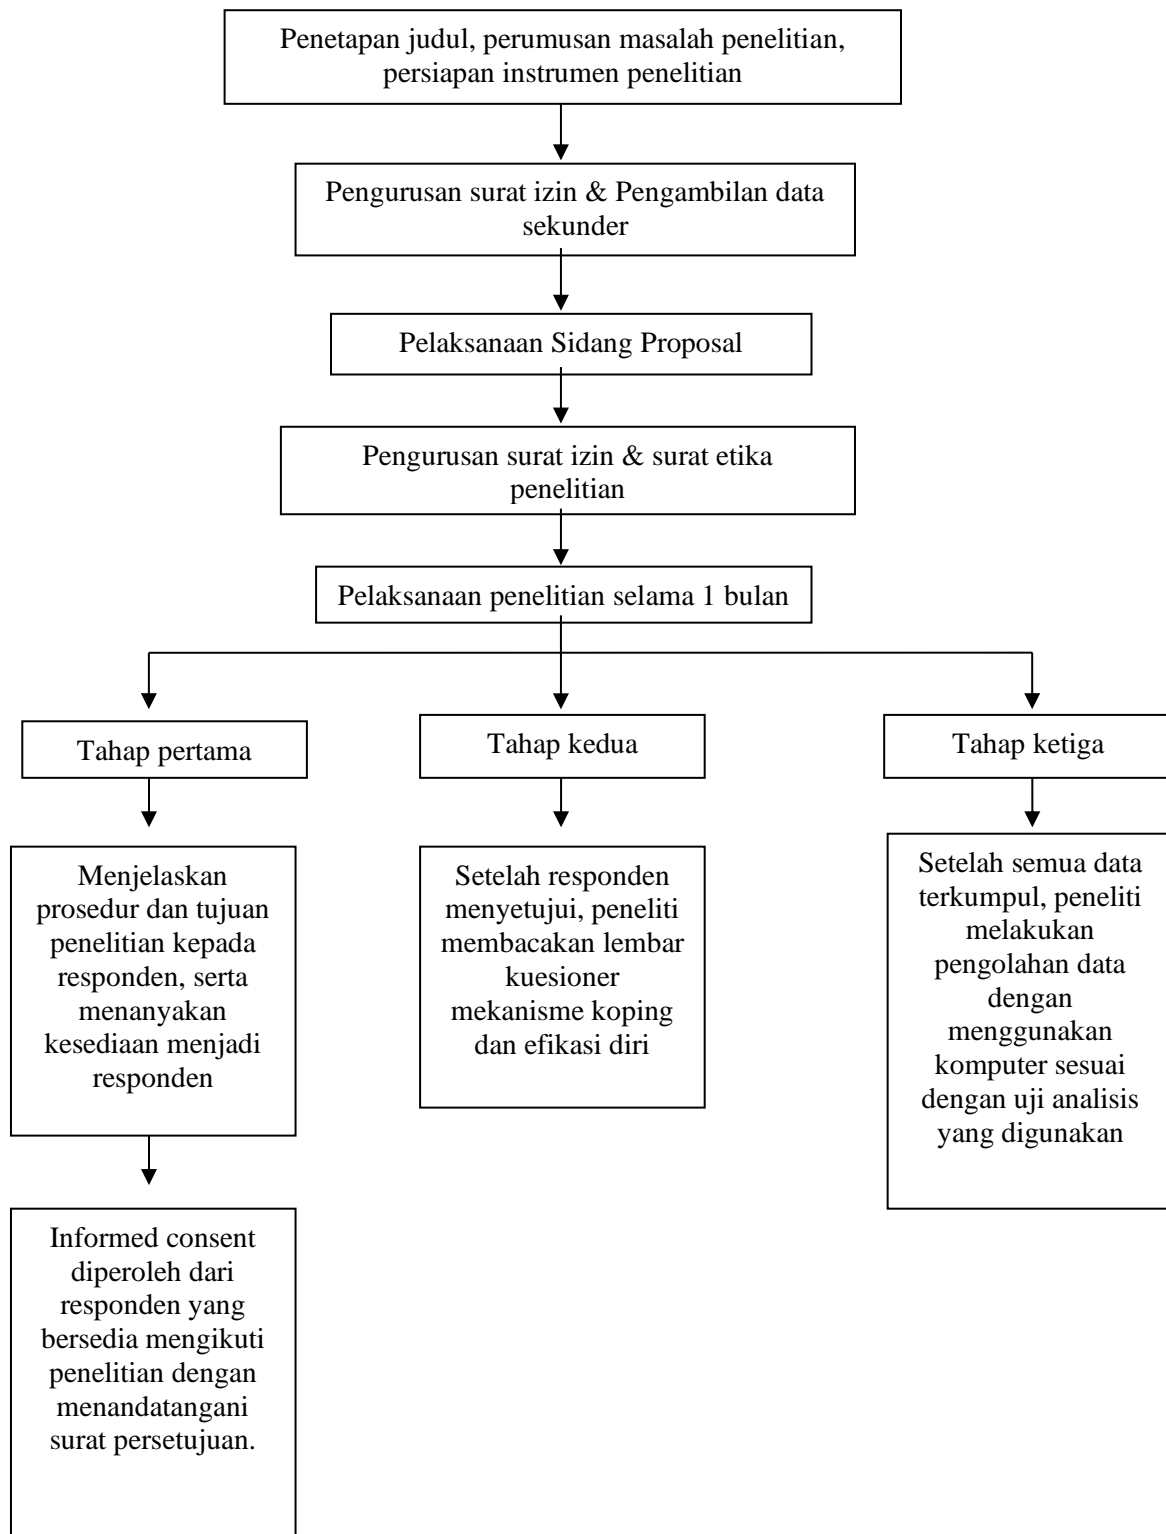 Penetapan judul, perumusan masalah penelitian,
persiapan instrumen penelitian
Pengurusan surat izin & Pengambilan data
sekunder
Pelaksanaan Sidang Proposal
Pengurusan surat izin & surat etika
penelitian
Pelaksanaan penelitian selama 1 bulan
Tahap pertama
Menjelaskan
prosedur dan tujuan
penelitian kepada
responden, serta
menanyakan
kesediaan menjadi
responden
Informed consent
diperoleh dari
responden yang
bersedia mengikuti
penelitian dengan
menandatangani
surat persetujuan.
Tahap kedua
Setelah responden
menyetujui, peneliti
membacakan lembar
kuesioner
mekanisme koping
dan efikasi diri
Tahap ketiga
Setelah semua data
terkumpul, peneliti
melakukan
pengolahan data
dengan
menggunakan
komputer sesuai
dengan uji analisis
yang digunakan